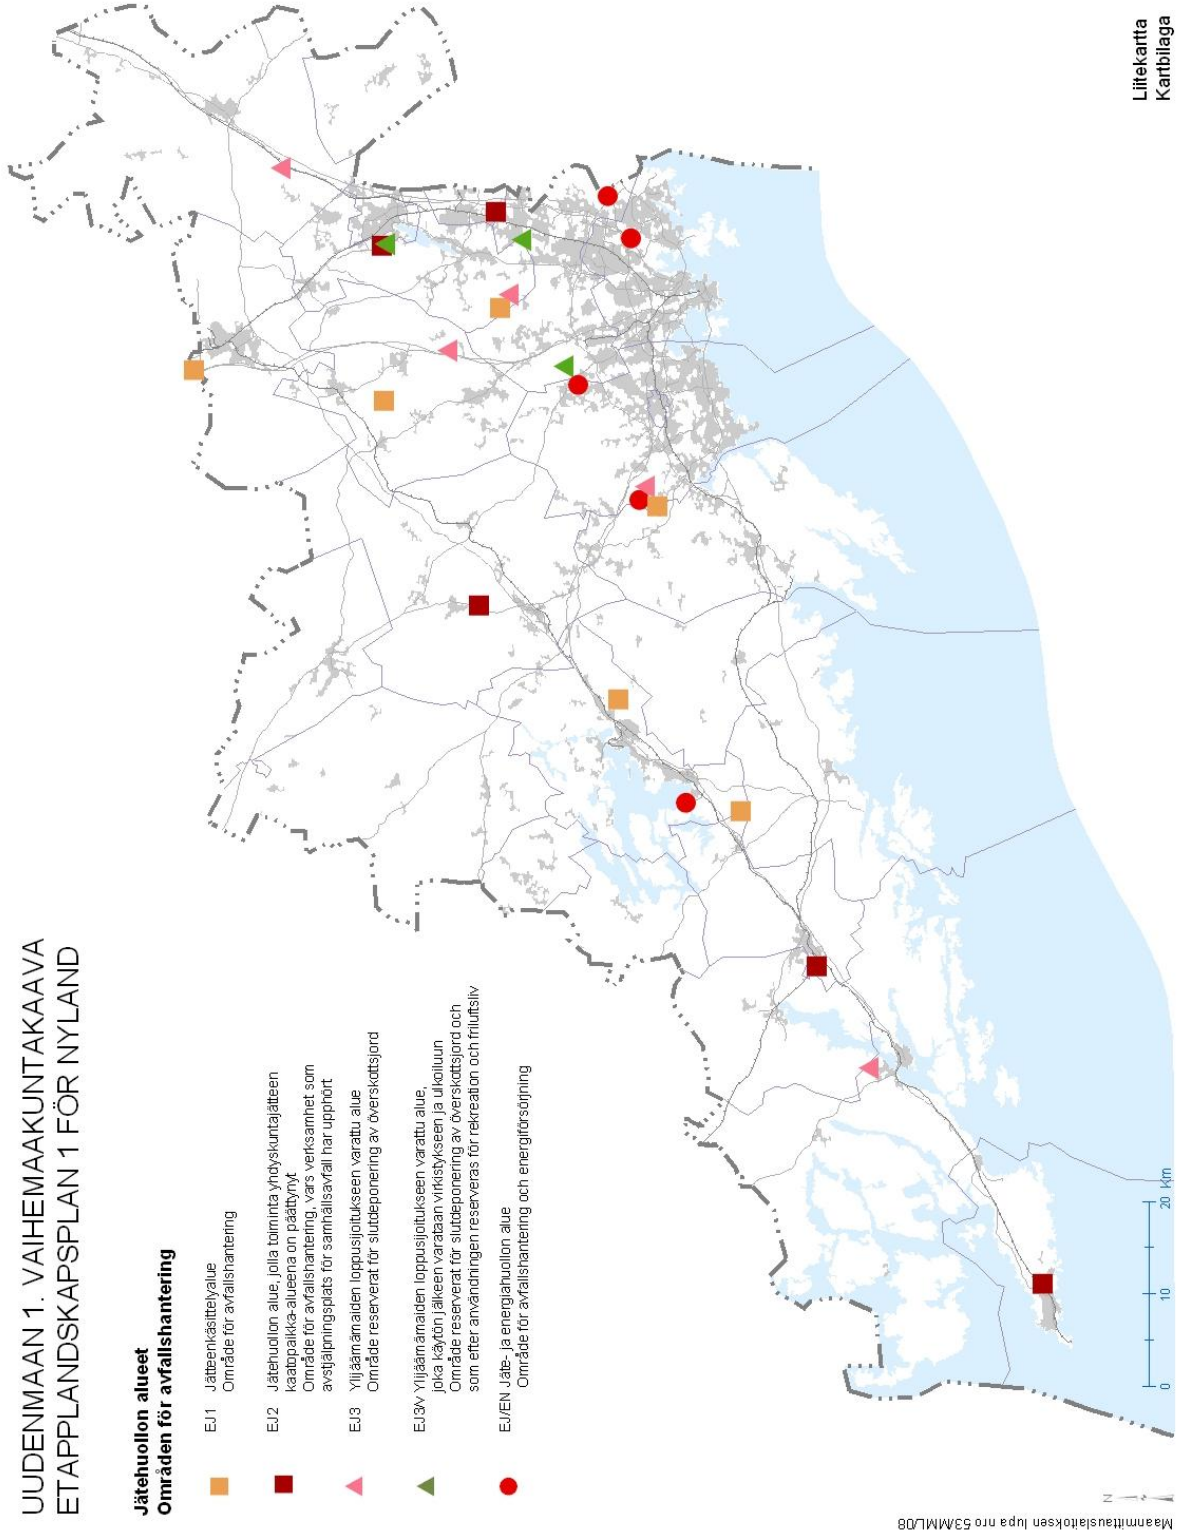 UUDENMAAN 1. VAIHEMAAKUNTAKAAVA
ETAPPLANDSKAPSPLAN 1 FÖR NYLAND
Jätehuollon alueet
Områden för avfallshantering
EJ1 Jätteenkäsittelyalue
Område för avfallshantering
EJ2 Jätehuollon alue, jolla toiminta yhdyskuntajätteen
kaatopaikka-alueena on päättynyt
Område för avfallshantering, vars verksamhet som
avstjälpningsplats för samhällsavfall har upphört
EJ3 Ylijäämämaiden loppusijoitukseen varattu alue
Område reserverat för slutdeponering av överskottsjord
EJ3/V Ylijäämämaiden loppusijoitukseen varattu alue,
joka käytön jälkeen varataan virkistykseen ja ulkoiluun
Område reserverat för slutdeponering av överskottsjord och
som efter användningen reserveras för rekreation och friluftsliv
EJ/EN Jäte- ja energiahuollon alue
Område för avfallshantering och energiförsörjning
0 10 20 Km
N
Maanmittauslaitoksen lupa nro 53/MML/08
Liitekartta
Kartbilaga